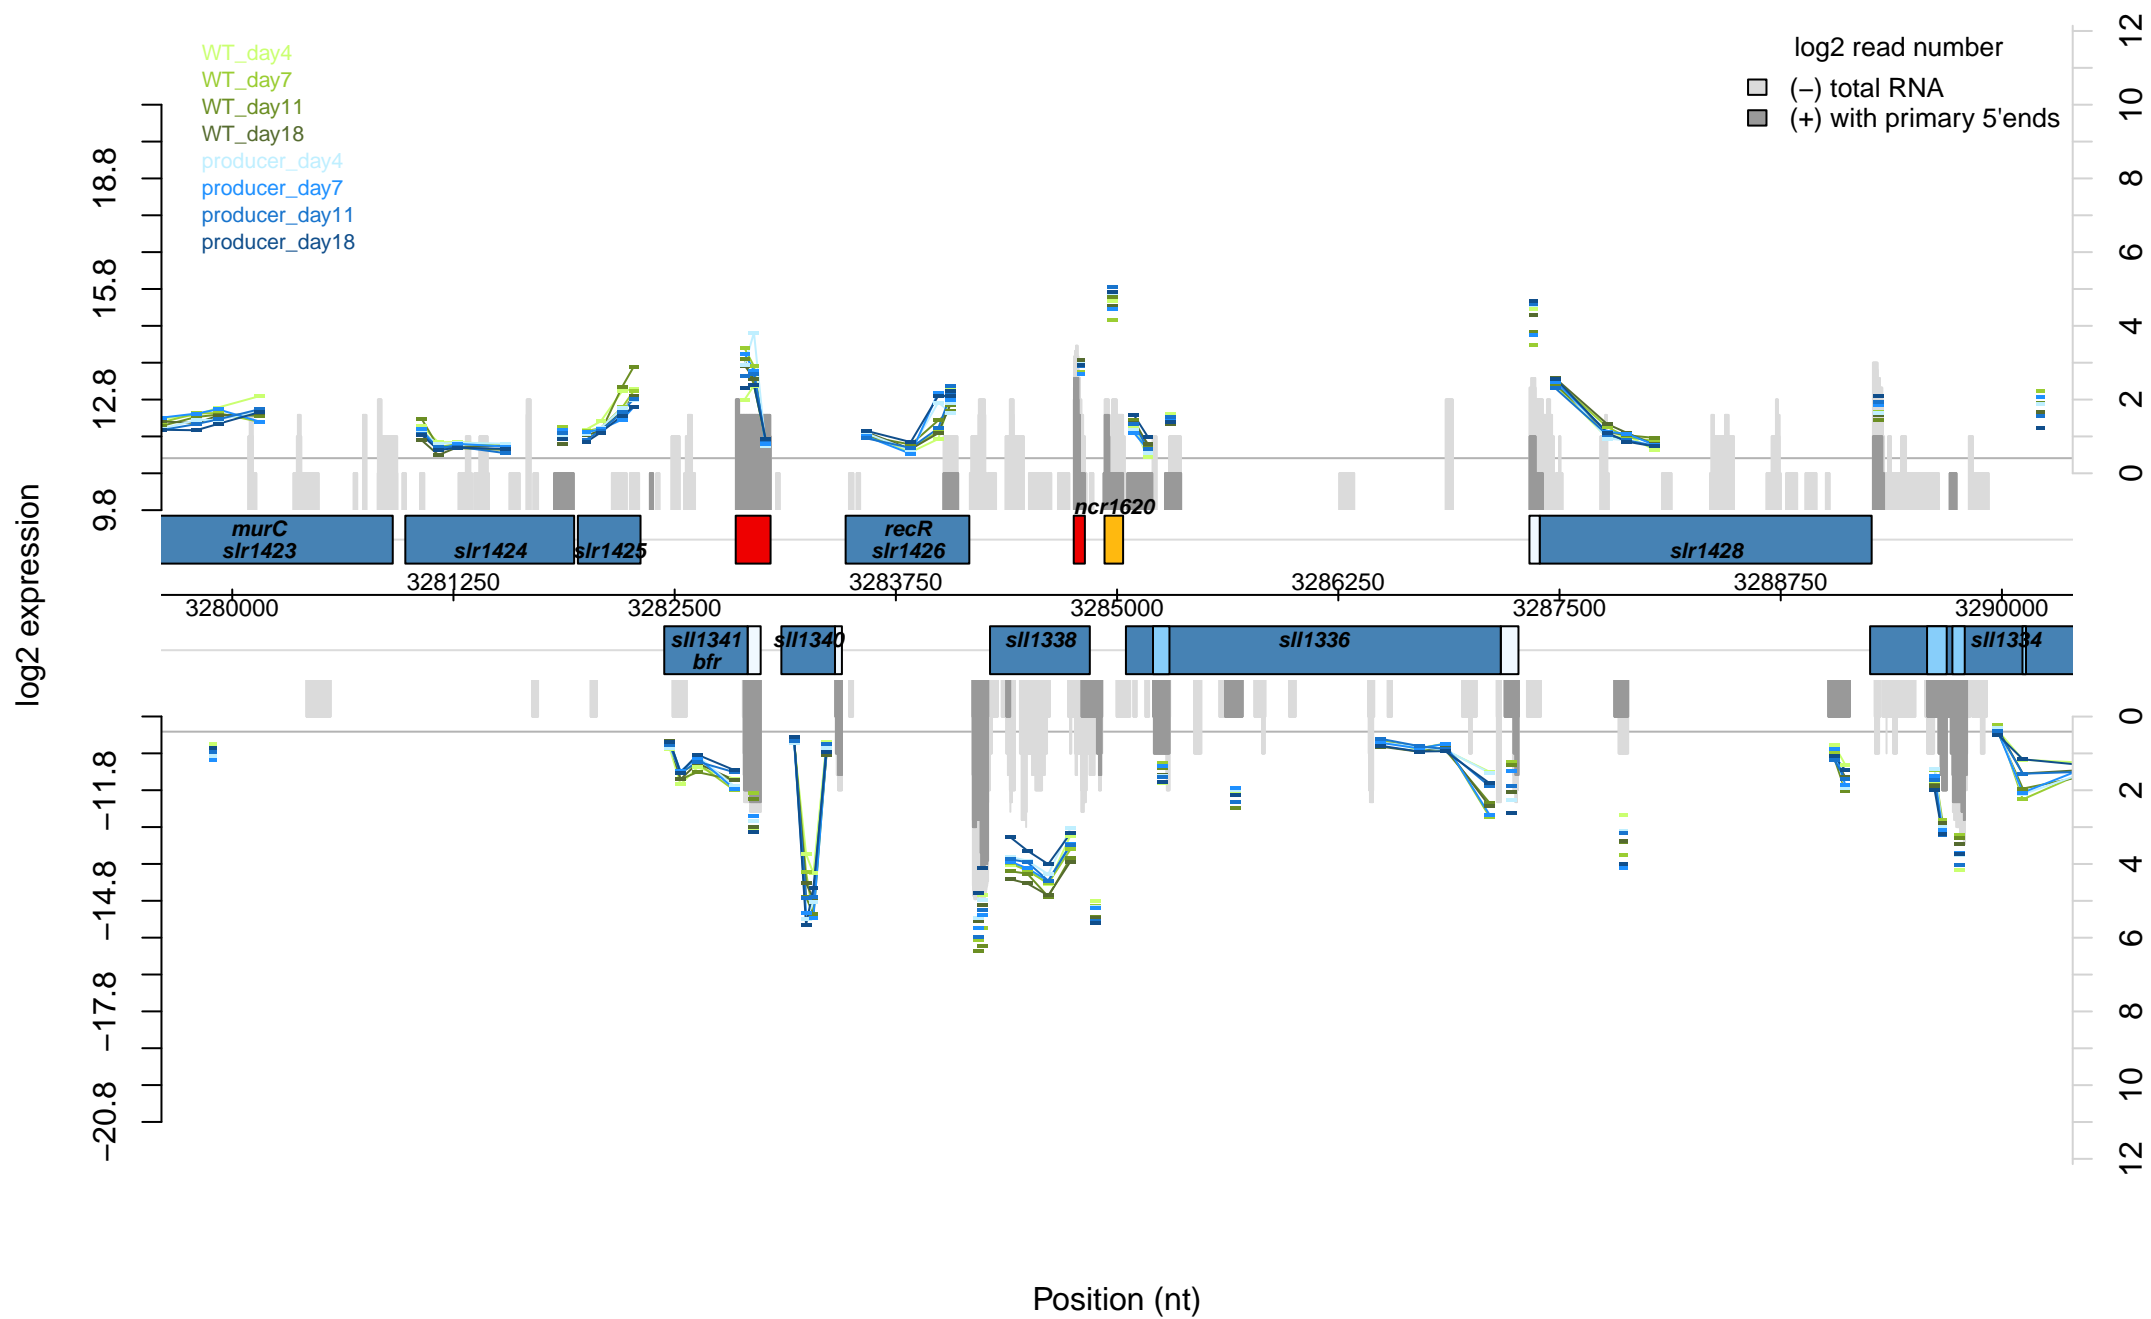 WT_day4
WT_day7
WT_day11
WT_day18
producer_day4
producer_day7
producer_day11
producer_day18
log2 read number
(−) total RNA
(+) with primary 5'ends
18.8
15.8
12.8
9.8
12
10
8
6
4
2
0
log2 expression
ncr1620
murC
slr1423
slr1424
slr1425
recR
slr1426
slr1428
3281250
3283750
3286250
3288750
3280000
3282500
3285000
3287500
3290000
sll1341
bfr
sll1340
sll1338
sll1336
sll1334
−11.8
−14.8
−17.8
−20.8
0
2
4
6
8
10
12
Position (nt)